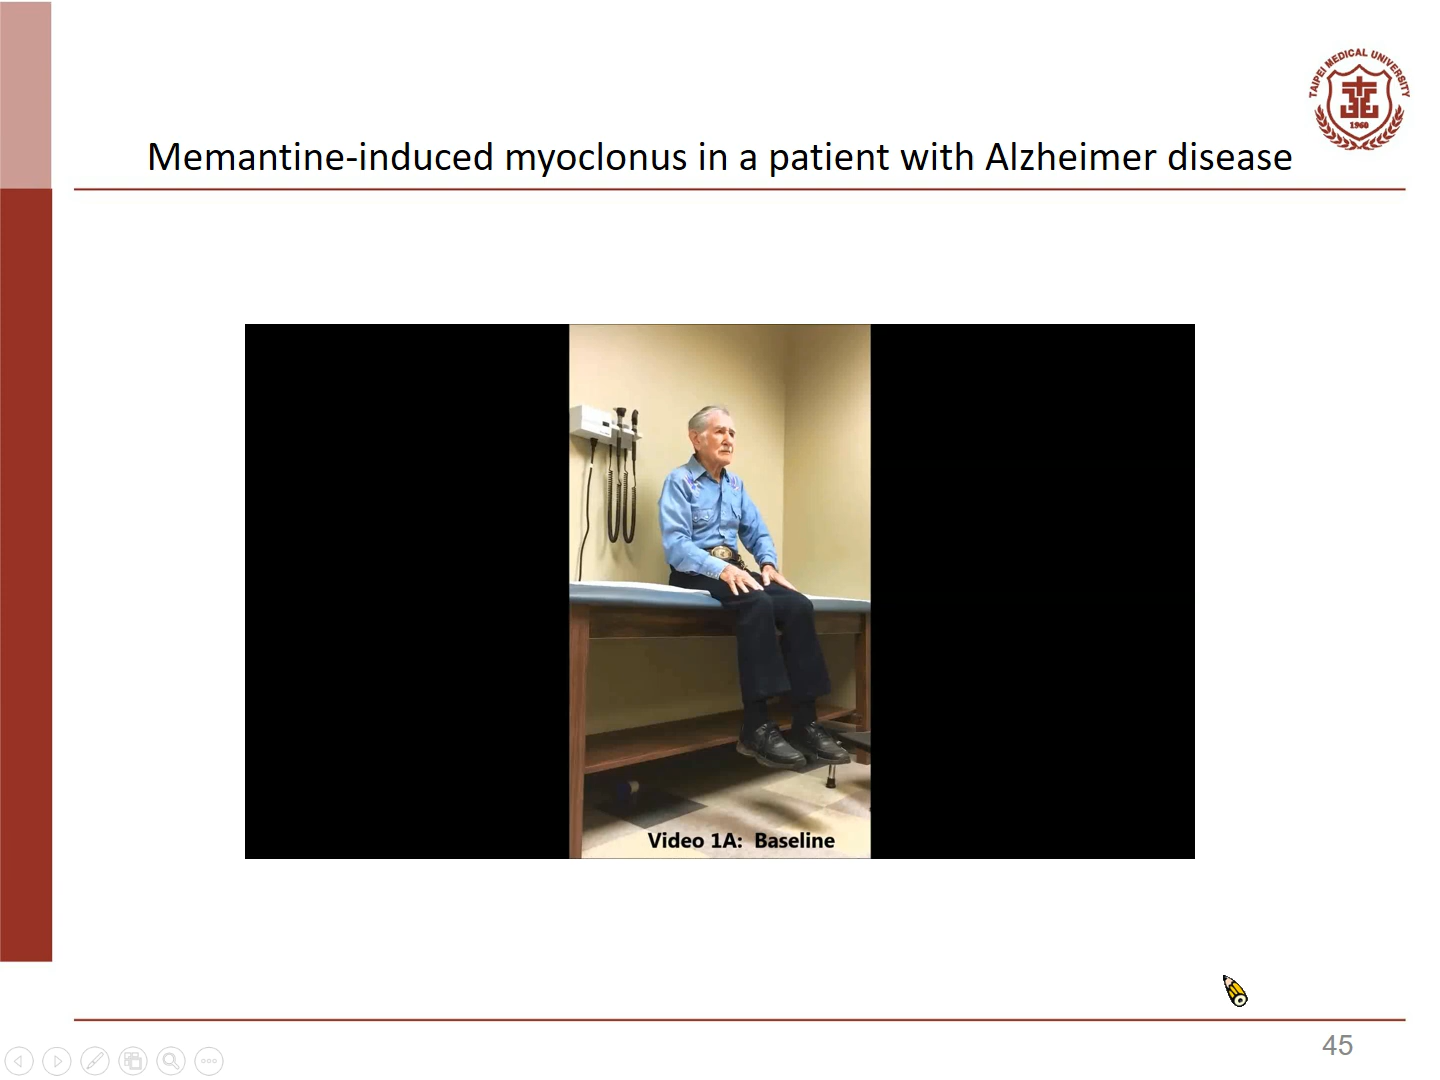 TAIPEI MEDICAL UNIVERSITY
1960
Memantine-induced myoclonus in a patient with Alzheimer disease
Video 1A:  Baseline
45